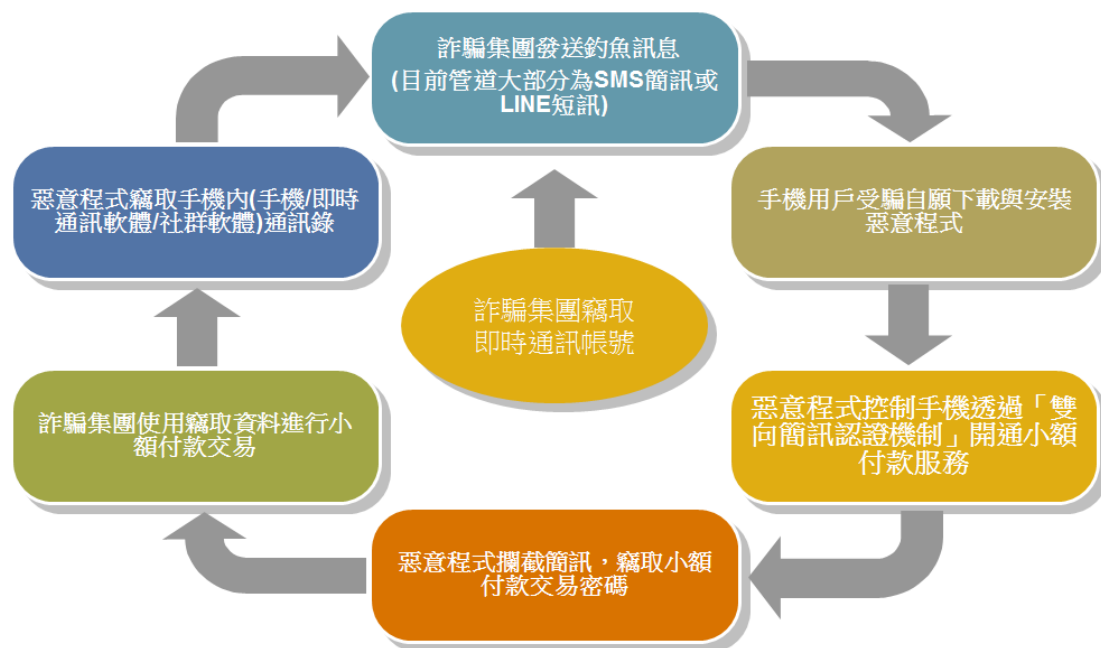 詐騙集團發送釣魚訊息
(目前管道大部分為SMS簡訊或
LINE短訊)
手機用戶受騙自願下載與安裝
惡意程式
惡意程式控制手機透過「雙
向簡訊認證機制」開通小額
付款服務
惡意程式攔截簡訊，竊取小額
付款交易密碼
詐騙集團使用竊取資料進行小
額付款交易
惡意程式竊取手機內(手機/即時
通訊軟體/社群軟體)通訊錄
詐騙集團竊取
即時通訊帳號